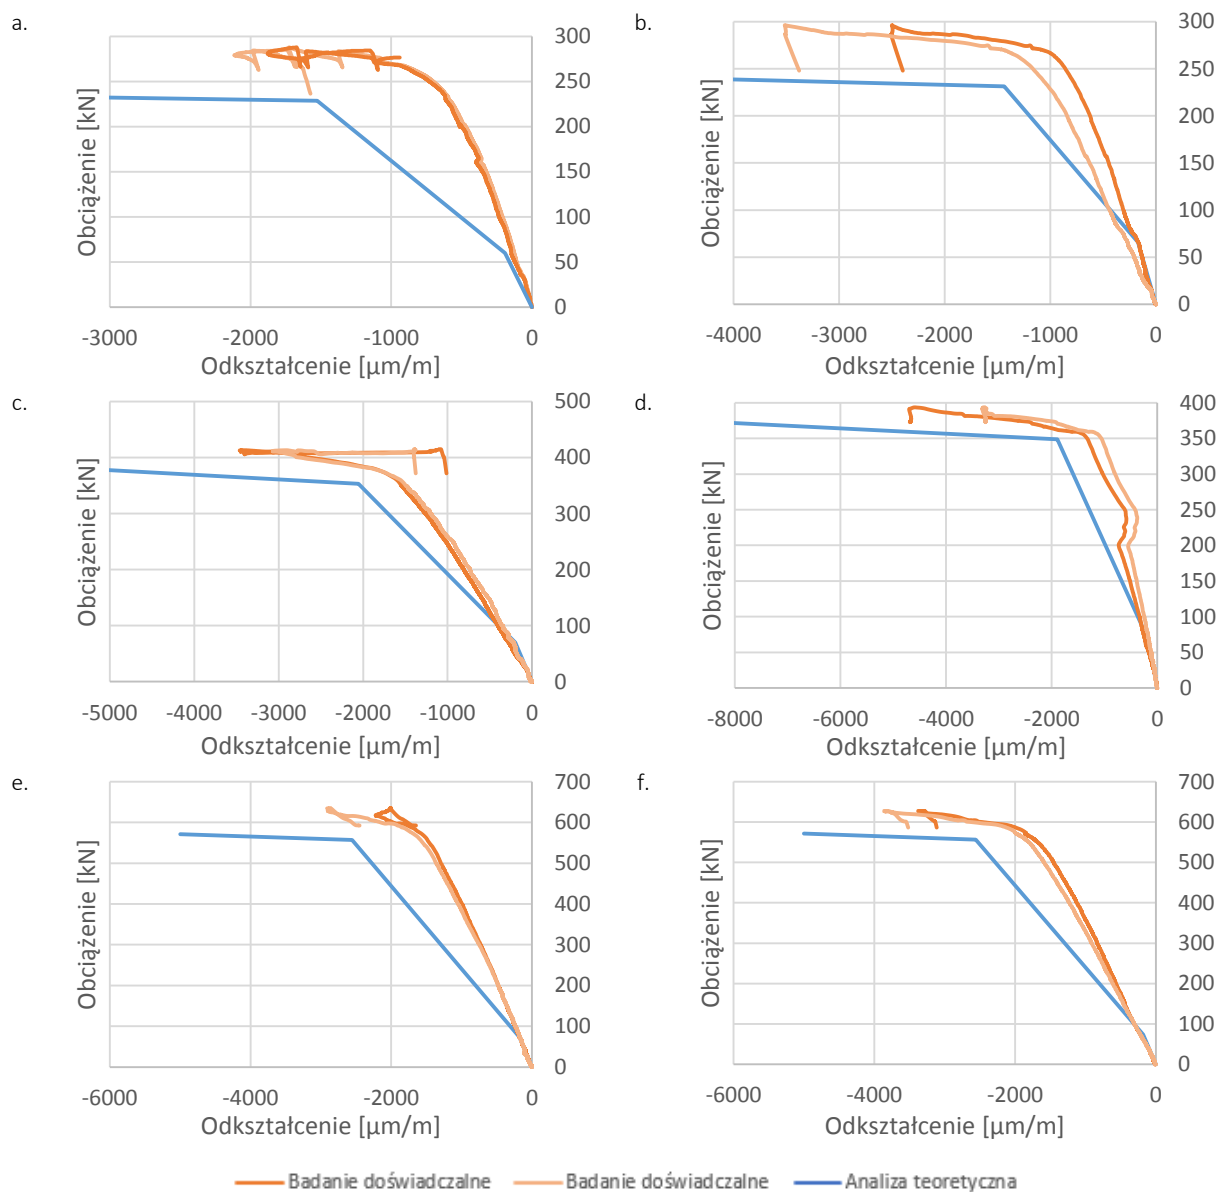 a.
300
250
200
150
100
50
0
-3000 -2000 -1000 0
Obciążenie [kN]
Odkształcenie [µm/m]
b.
300
250
200
150
100
50
0
-4000 -3000 -2000 -1000 0
Obciążenie [kN]
Odkształcenie [µm/m]
c.
500
400
300
200
100
0
-5000 -4000 -3000 -2000 -1000 0
Obciążenie [kN]
Odkształcenie [µm/m]
d.
400
350
300
250
200
150
100
50
0
-8000 -6000 -4000 -2000 0
Obciążenie [kN]
Odkształcenie [µm/m]
e.
700
600
500
400
300
200
100
0
-6000 -4000 -2000 0
Obciążenie [kN]
Odkształcenie [µm/m]
f.
700
600
500
400
300
200
100
0
-6000 -4000 -2000 0
Obciążenie [kN]
Odkształcenie [µm/m]
Badanie doświadczalne Badanie doświadczalne Analiza teoretyczna